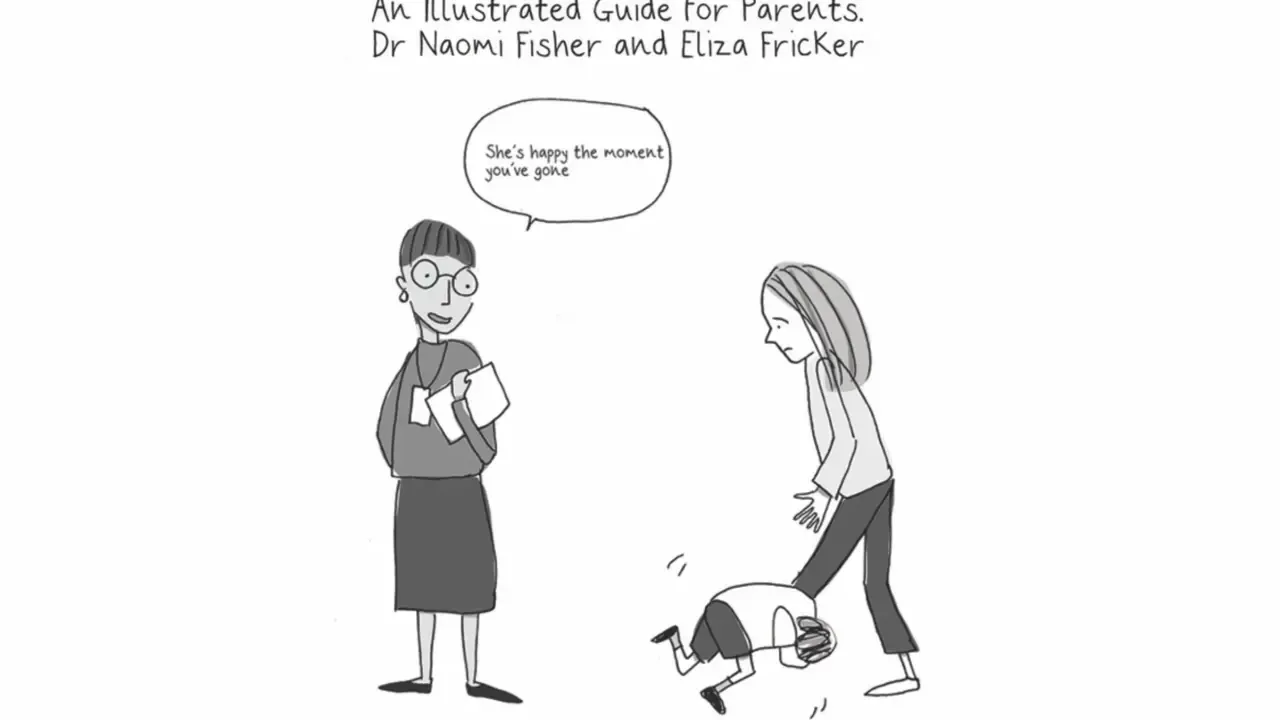 An Illustrated Guide For Parents.
Dr Naomi Fisher and Eliza Fricker
She's happy the moment
you've gone